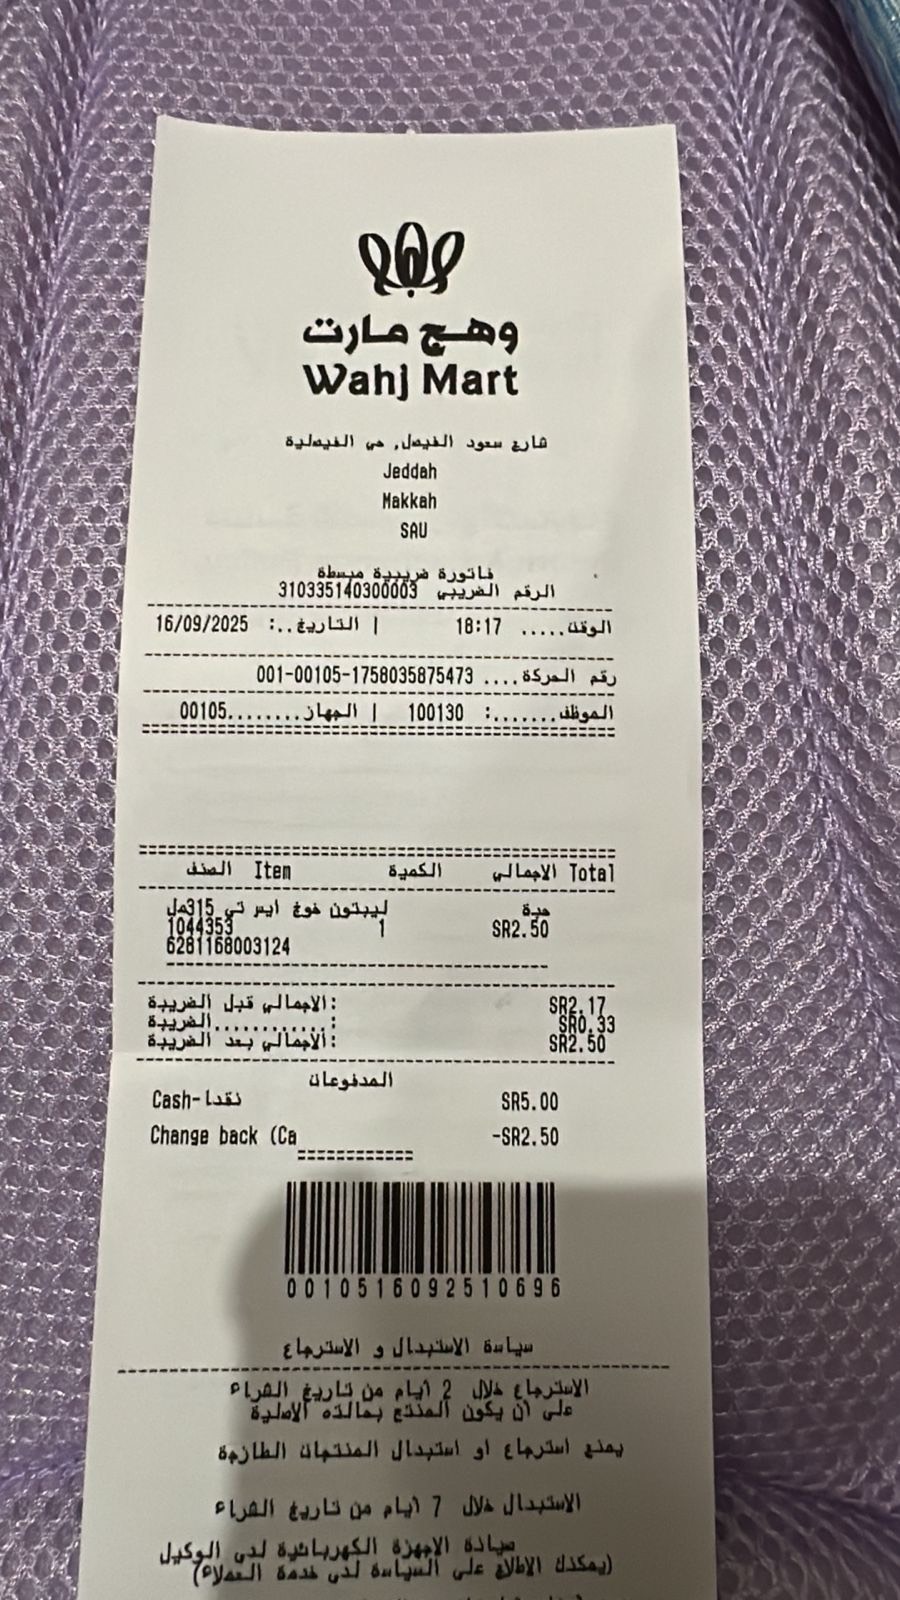 وهج مارت
Wahj Mart
شارع سعود الفيصل, حي الفيصلية
Jeddah
Makkah
SAU
فاتورة ضريبية مبسطة
الرقم الضريبي 310335140300003
الوقت..... 18:17 | التاريخ..: 16/09/2025
رقم الحركة.... 001-00105-1758035875473
الموظف.......: 100130 | الجهاز........00105
الصنف Item الكمية الاجمالي Total
ليبتون خوخ ايس تي 315مل حبة
1044353 1 SR2.50
6281168003124
الاجمالي قبل الضريبة: SR2.17
الضريبة............: SR0.33
الأجمالي بعد الضريبة: SR2.50
المدفوعات
Cash-نقدا SR5.00
Change back (Ca -SR2.50
============
0010516092510696
سياسة الاستبدال و الاسترجاع
الاسترجاع خلال 2 أيام من تاريخ الشراء
على ان يكون المنتج بحالته الاصلية
يمنع استرجاع او استبدال المنتجات الطازجة
الاستبدال خلال 7 أيام من تاريخ الشراء
صيانة الاجهزة الكهربائية لدى الوكيل
(يمكنك الاطلاع على السياسة لدى خدمة العملاء)